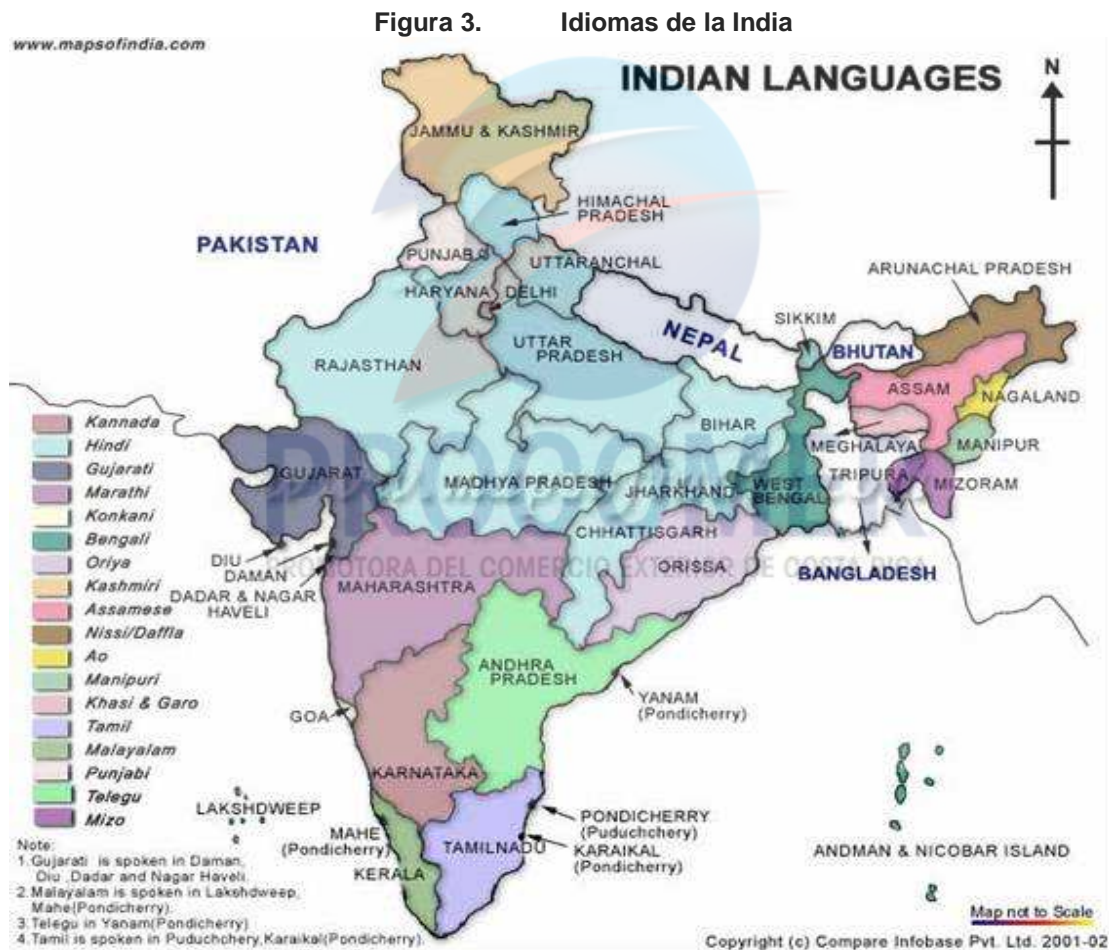 Figura 3. Idiomas de la India
www.mapsofindia.com
INDIAN LANGUAGES
N
JAMMU & KASHMIR
HIMACHAL
PRADESH
PAKISTAN
PUNJAB
UTTARANCHAL
HARYANA
DELHI
ARUNACHAL PRADESH
SIKKIM
NEPAL
BHUTAN
UTTAR
PRADESH
RAJASTHAN
ASSAM
NAGALAND
BIHAR
MEGHALAYA
MANIPUR
GUJARAT
MADHYA PRADESH
JHARKHAND
WEST
BENGAL
TRIPURA
MIZORAM
CHHATTISGARH
PROCOMER
PROMOTORA DEL COMERCIO EXTERIOR DE COSTA RICA
ORISSA
BANGLADESH
DIU
DAMAN
DADAR & NAGAR
HAVELI
MAHARASHTRA
ANDHRA
PRADESH
YANAM
(Pondicherry)
GOA
KARNATAKA
LAKSHDWEEP
MAHE
(Pondicherry)
KERALA
TAMILNADU
PONDICHERRY
(Puduchchery)
KARAIKAL
(Pondicherry)
ANDMAN & NICOBAR ISLAND
Kannada
Hindi
Gujarati
Marathi
Konkani
Bengali
Oriya
Kashmiri
Assamese
Nissi/Daffla
Ao
Manipuri
Khasi & Garo
Tamil
Malayalam
Punjabi
Telegu
Mizo
Note:
1.Gujarati is spoken in Daman,
Diu ,Dadar and Nagar Haveli.
2.Malayalam is spoken in Lakshdweep,
Mahe(Pondicherry).
3.Telegu in Yanam(Pondicherry)
4.Tamil is spoken in Puduchchery,Karaikal(Pondicherry).
Map not to Scale
Copyright (c) Compare Infobase Pvt. Ltd. 2001-02